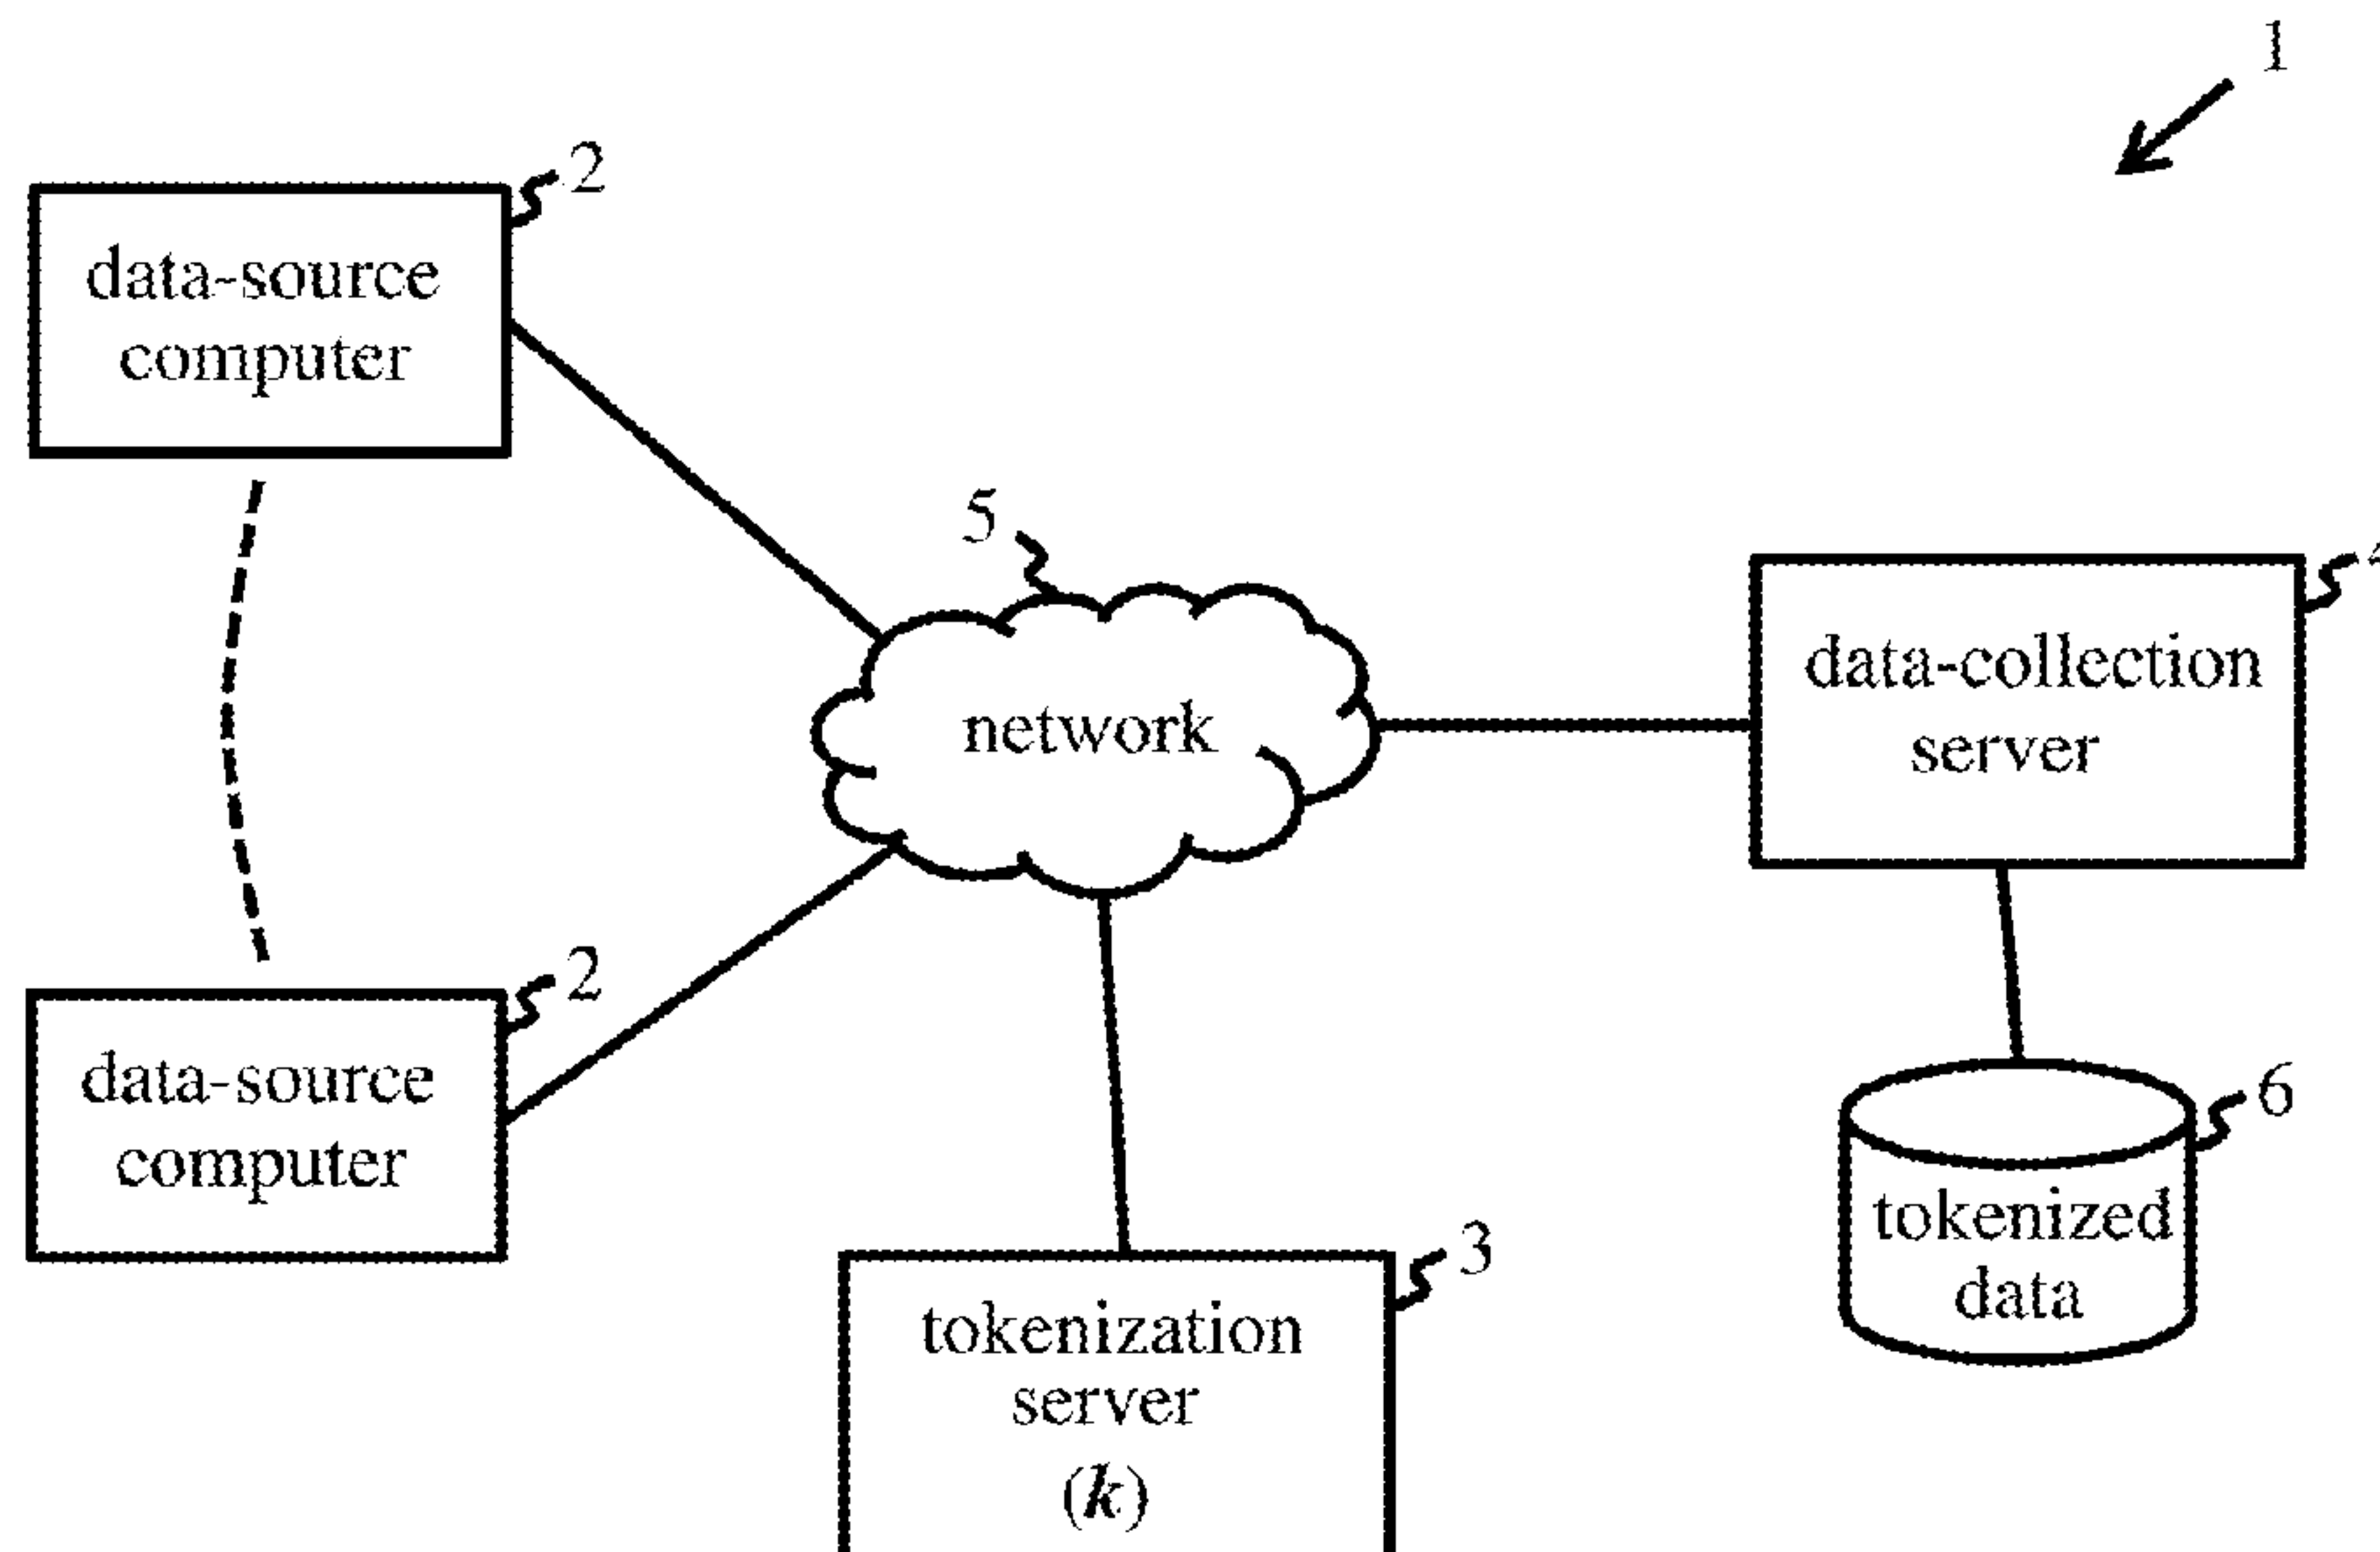 1
2
data-source
computer
5
network
data-collection
server
2
data-source
computer
6
tokenized
data
3
tokenization
server
(k)